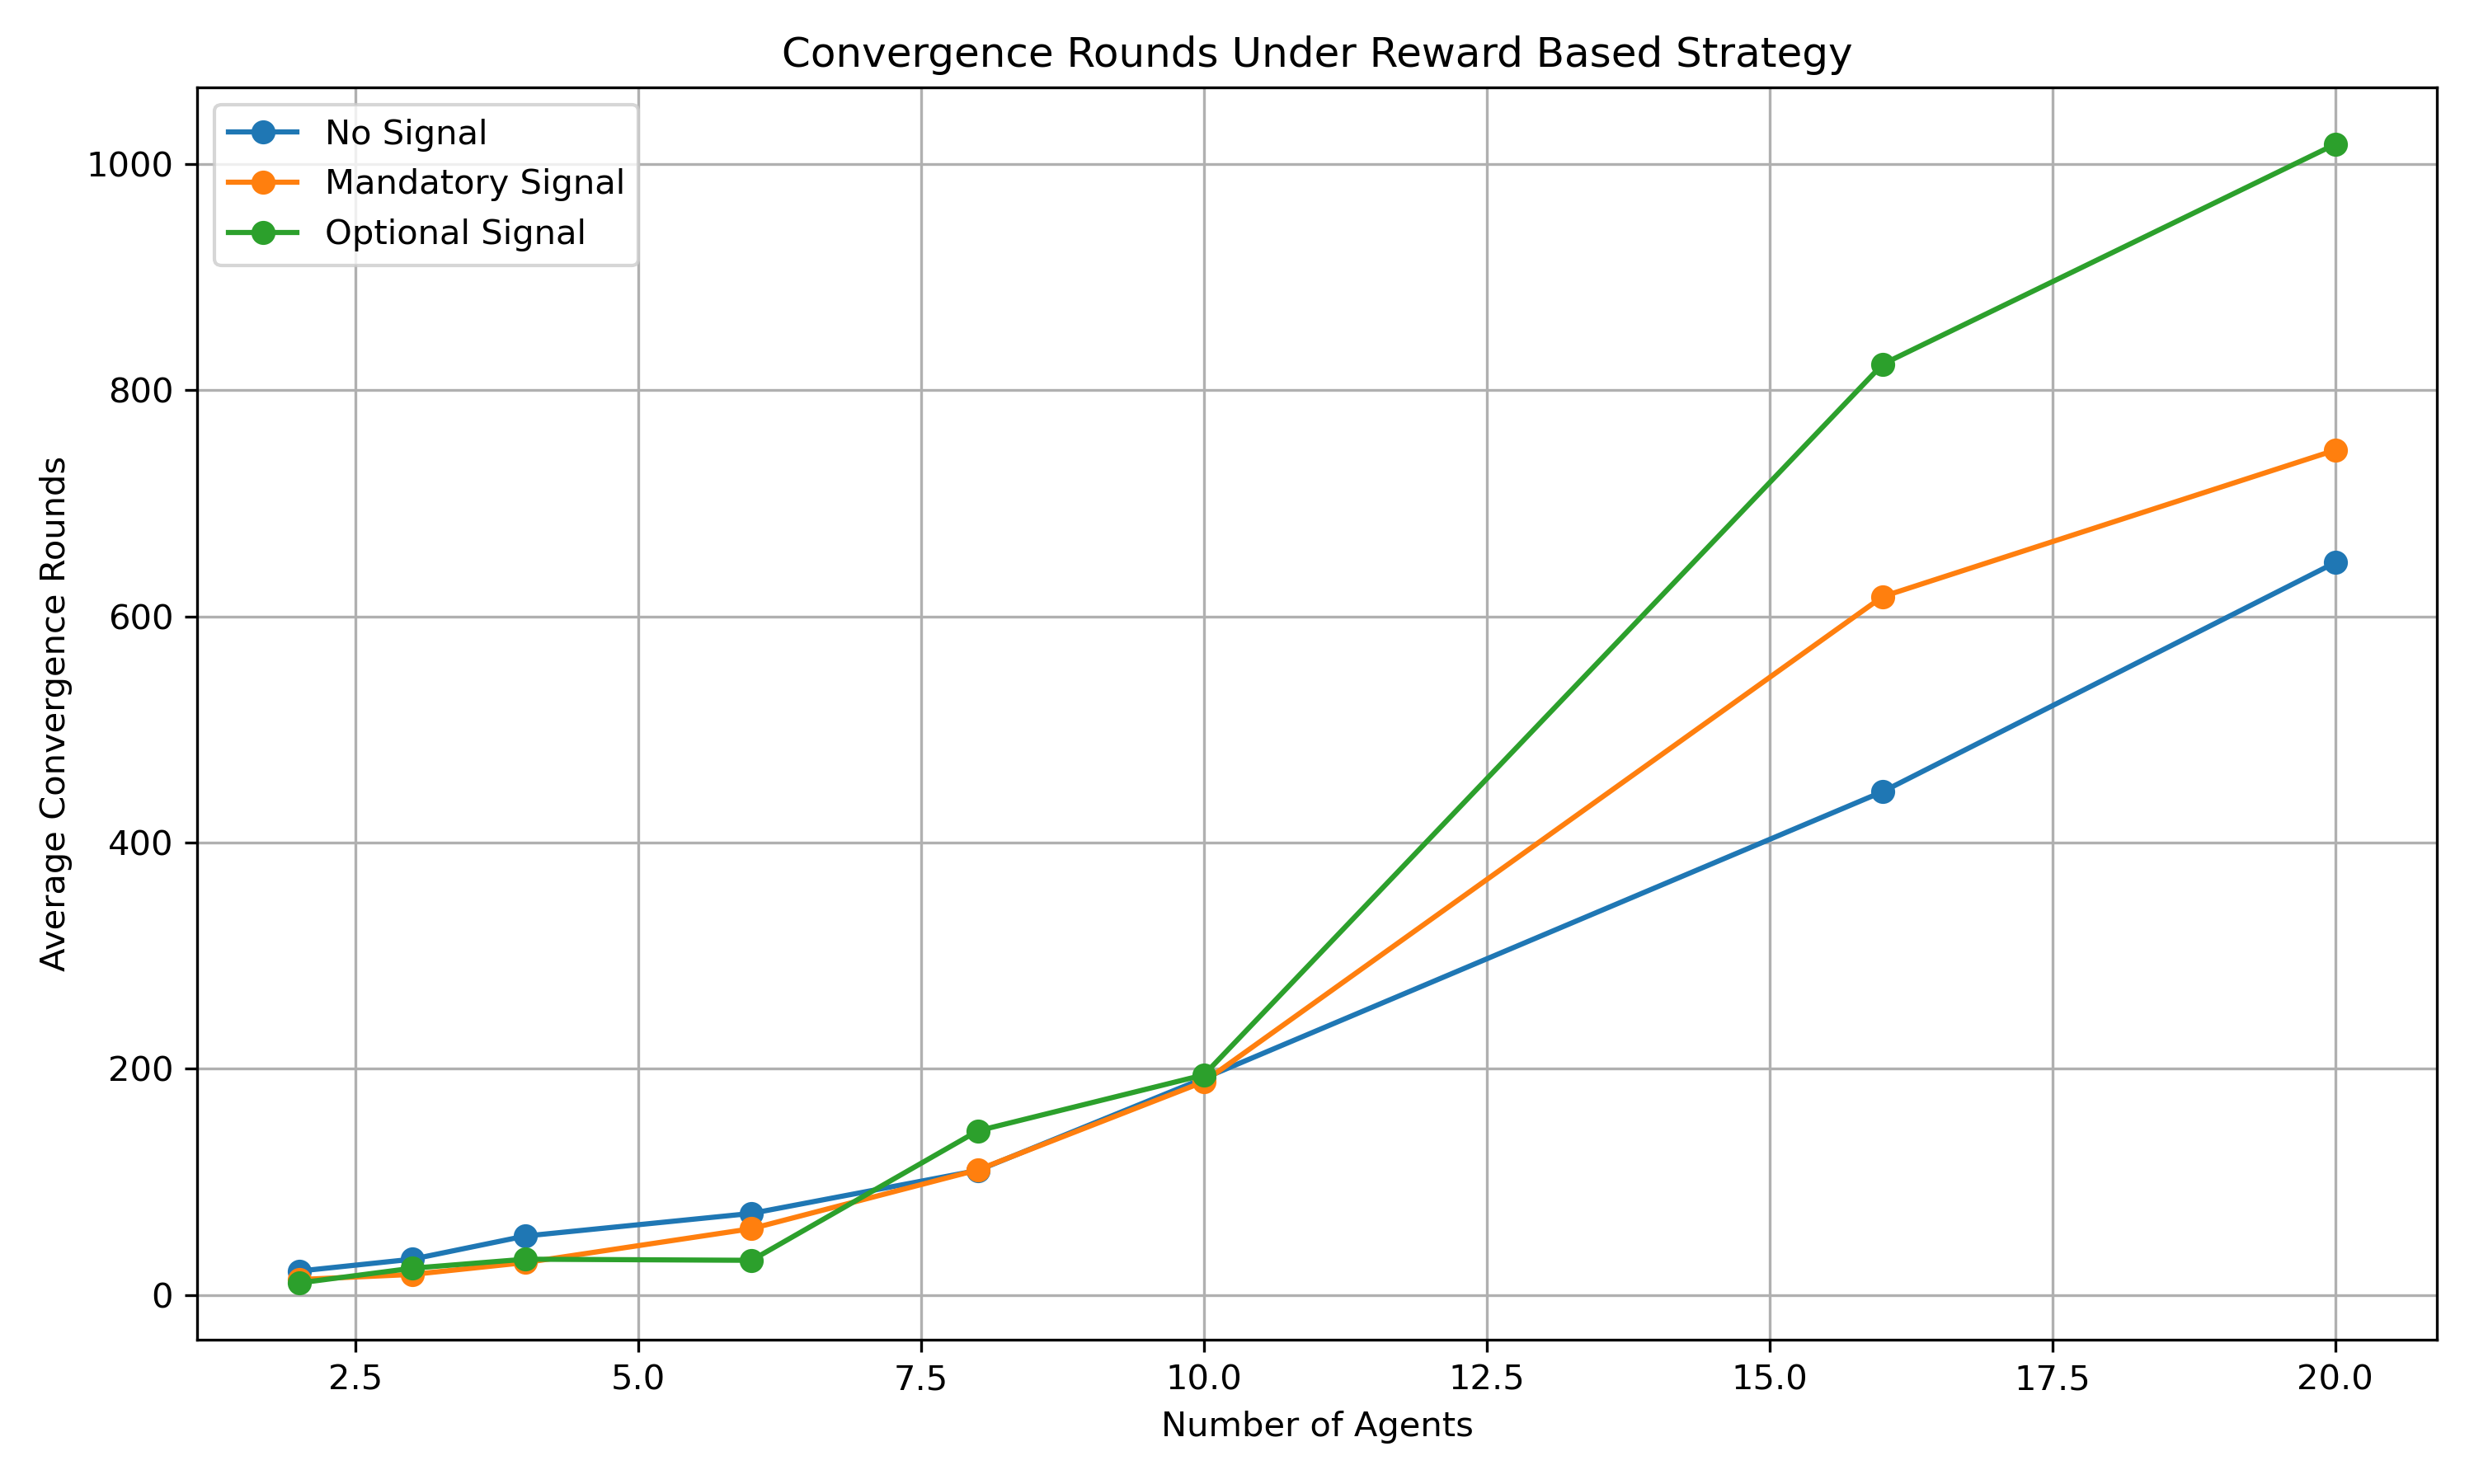 Convergence Rounds Under Reward Based Strategy
No Signal
Mandatory Signal
Optional Signal
1000
800
600
400
200
0
Average Convergence Rounds
2.5 5.0 7.5 10.0 12.5 15.0 17.5 20.0
Number of Agents